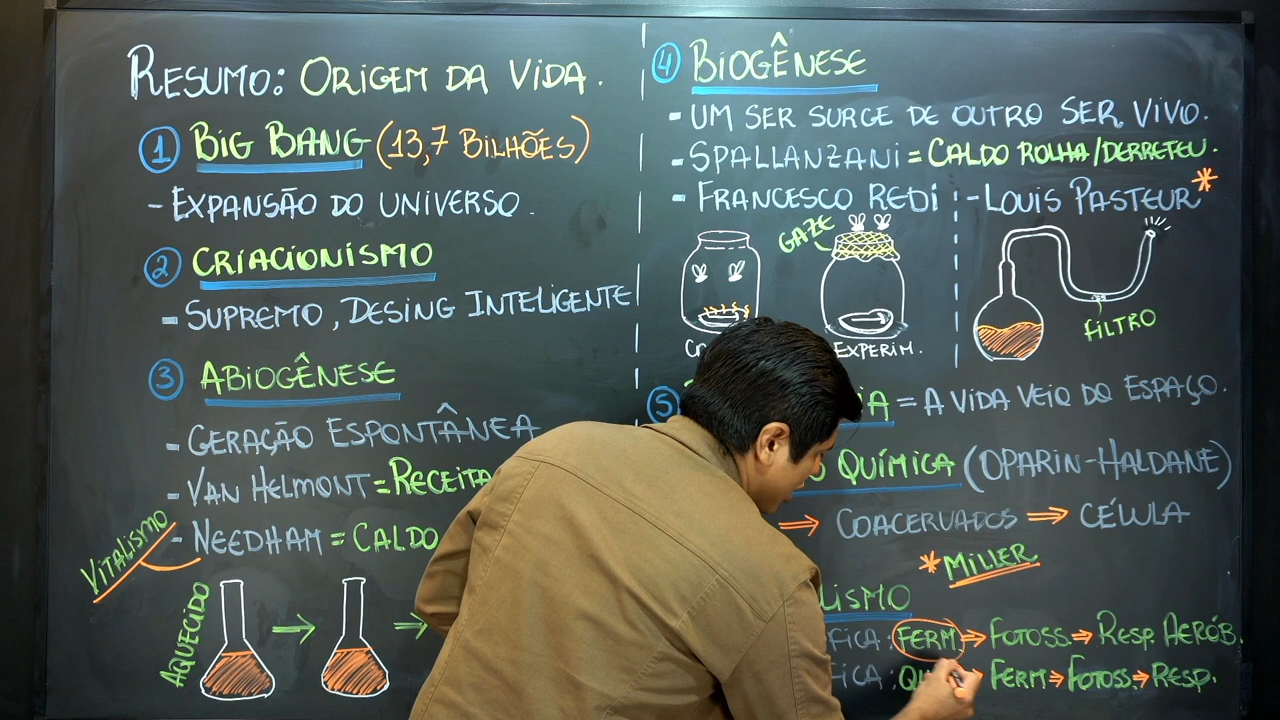 RESUMO: ORIGEM DA VIDA.
1 BIG BANG (13,7 BILHÕES)
- EXPANSÃO DO UNIVERSO.
2 CRIACIONISMO
- SUPREMO, DESING INTELIGENTE
3 ABIOGÊNESE
- GERAÇÃO ESPONTÂNEA
- VAN HELMONT = RECEITA
- NEEDHAM = CALDO
VITALISMO
AQUECIDO
4 BIOGÊNESE
- UM SER SURGE DE OUTRO SER VIVO.
- SPALLANZANI = CALDO ROLHA/DERRETEU.
- FRANCESCO REDI
- LOUIS PASTEUR*
GAZE
FILTRO
EXPERIM.
5 = A VIDA VEIO DO ESPAÇO.
QUÍMICA (OPARIN-HALDANE)
⇒ COACERVADOS ⇒ CÉLULA
*MILLER
FERM ⇒ FOTOSS ⇒ RESP. AERÓB.
⇒ FERM ⇒ FOTOSS ⇒ RESP.